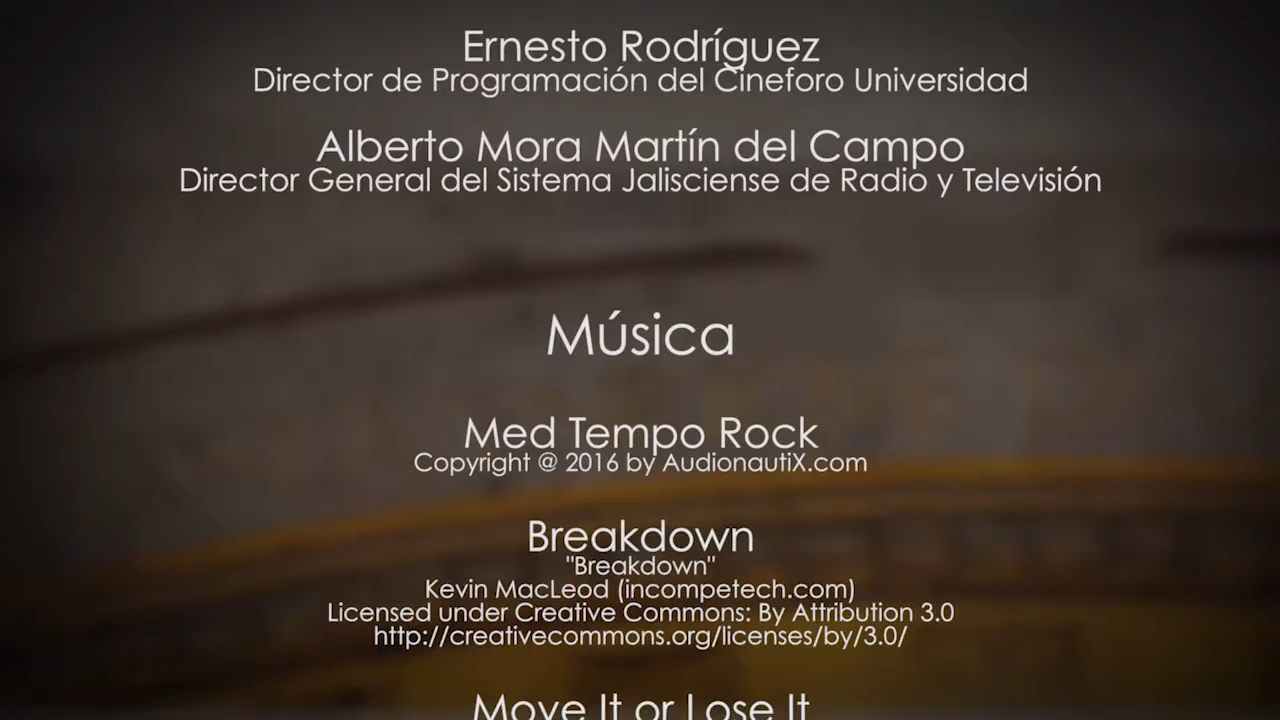 Ernesto Rodríguez
Director de Programación del Cineforo Universidad
Alberto Mora Martín del Campo
Director General del Sistema Jalisciense de Radio y Televisión
Música
Med Tempo Rock
Copyright @ 2016 by AudionautiX.com
Breakdown
"Breakdown"
Kevin MacLeod (incompetech.com)
Licensed under Creative Commons: By Attribution 3.0
http://creativecommons.org/licenses/by/3.0/
Move It or Lose It